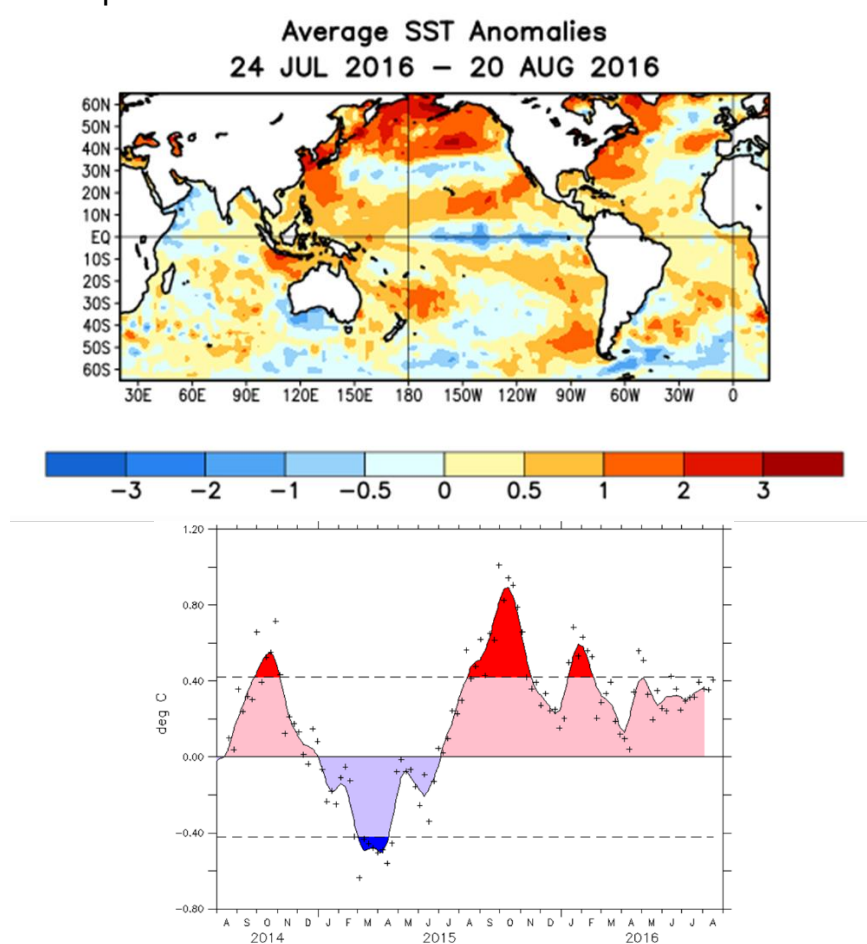 Average SST Anomalies
24 JUL 2016 – 20 AUG 2016
60N
50N
40N
30N
20N
10N
EQ
10S
20S
30S
40S
50S
60S
30E 60E 90E 120E 150E 180 150W 120W 90W 60W 30W 0
−3 −2 −1 −0.5 0 0.5 1 2 3
1.20
0.80
0.40
0.00
−0.40
−0.80
deg C
A S O N D J F M A M J J A S O N D J F M A M J J A
2014 2015 2016